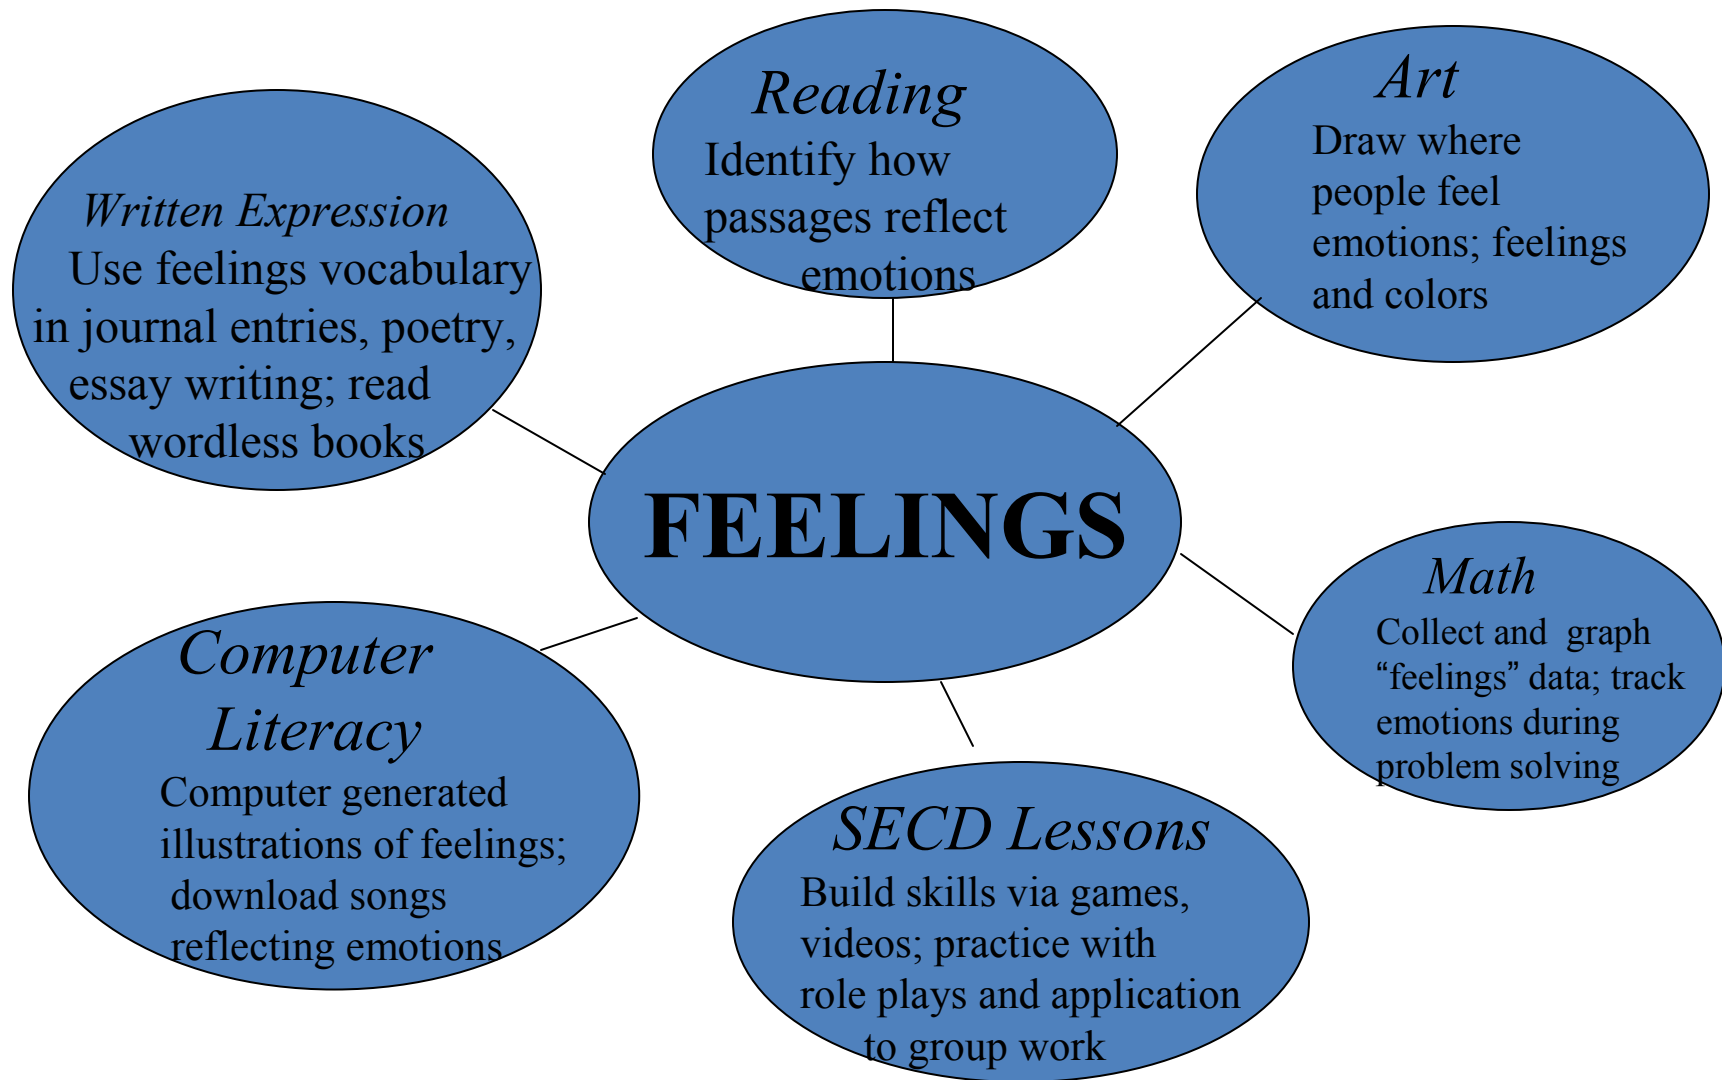 Reading
Identify how
passages reflect
emotions
Art
Draw where
people feel
emotions; feelings
and colors
Written Expression
Use feelings vocabulary
in journal entries, poetry,
essay writing; read
wordless books
FEELINGS
Math
Collect and  graph
“feelings” data; track
emotions during
problem solving
Computer
Literacy
Computer generated
illustrations of feelings;
download songs
reflecting emotions
SECD Lessons
Build skills via games,
videos; practice with
role plays and application
to group work